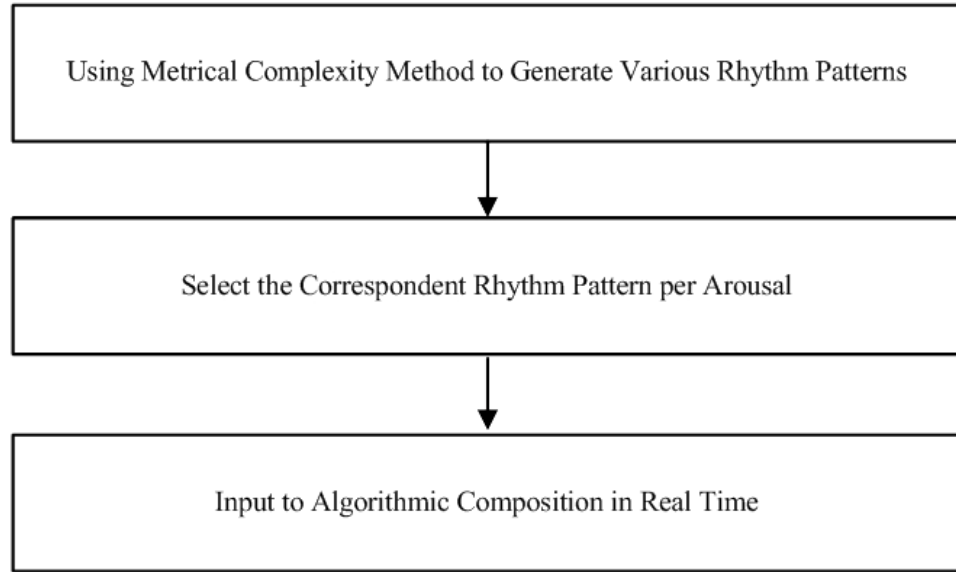 Using Metrical Complexity Method to Generate Various Rhythm Patterns
Select the Correspondent Rhythm Pattern per Arousal
Input to Algorithmic Composition in Real Time